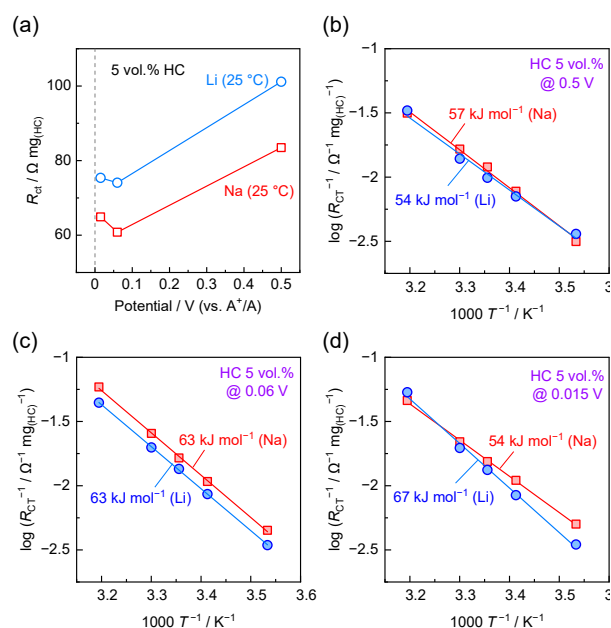 (a)
5 vol.% HC
Li (25 °C)
Na (25 °C)
100
80
60
R_ct / Ω mg_(HC)
0 0.1 0.2 0.3 0.4 0.5
Potential / V (vs. A⁺/A)
(b)
HC 5 vol.%
@ 0.5 V
57 kJ mol⁻¹ (Na)
54 kJ mol⁻¹ (Li)
−1
−1.5
−2
−2.5
log (R_CT⁻¹ / Ω⁻¹ mg_(HC)⁻¹)
3.2 3.3 3.4 3.5 3.6
1000 T⁻¹ / K⁻¹
(c)
HC 5 vol.%
@ 0.06 V
63 kJ mol⁻¹ (Na)
63 kJ mol⁻¹ (Li)
−1
−1.5
−2
−2.5
log (R_CT⁻¹ / Ω⁻¹ mg_(HC)⁻¹)
3.2 3.3 3.4 3.5 3.6
1000 T⁻¹ / K⁻¹
(d)
HC 5 vol.%
@ 0.015 V
54 kJ mol⁻¹ (Na)
67 kJ mol⁻¹ (Li)
−1
−1.5
−2
−2.5
log (R_CT⁻¹ / Ω⁻¹ mg_(HC)⁻¹)
3.2 3.3 3.4 3.5
1000 T⁻¹ / K⁻¹